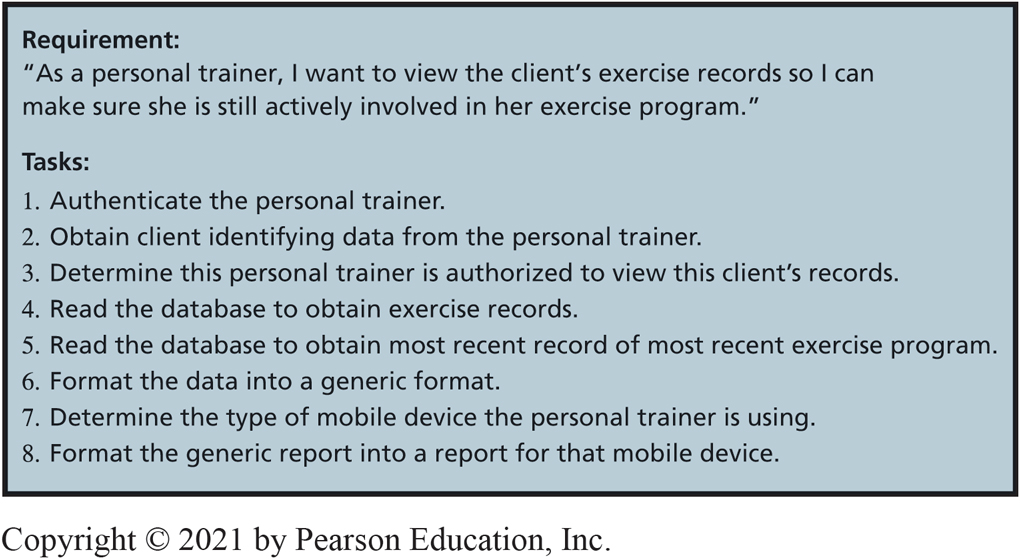 Requirement:
“As a personal trainer, I want to view the client’s exercise records so I can
make sure she is still actively involved in her exercise program.”
Tasks:
1. Authenticate the personal trainer.
2. Obtain client identifying data from the personal trainer.
3. Determine this personal trainer is authorized to view this client’s records.
4. Read the database to obtain exercise records.
5. Read the database to obtain most recent record of most recent exercise program.
6. Format the data into a generic format.
7. Determine the type of mobile device the personal trainer is using.
8. Format the generic report into a report for that mobile device.
Copyright © 2021 by Pearson Education, Inc.